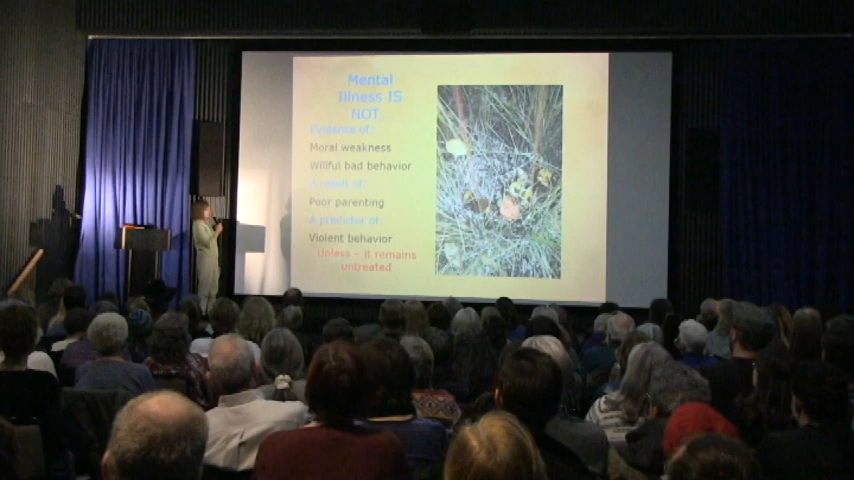 Mental
Illness IS
NOT
Evidence of:
Moral weakness
Willful bad behavior
A result of:
Poor parenting
A predictor of:
Violent behavior
Unless – it remains
untreated